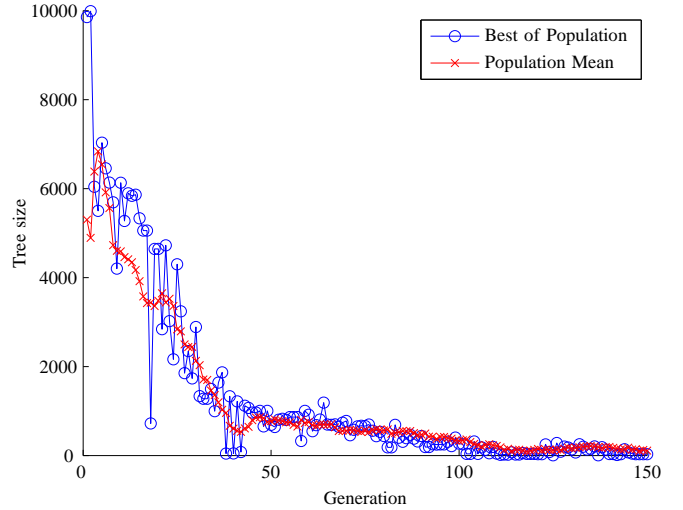 10000
8000
6000
4000
2000
0
0
50
100
150
Tree size
Generation
Best of Population
Population Mean